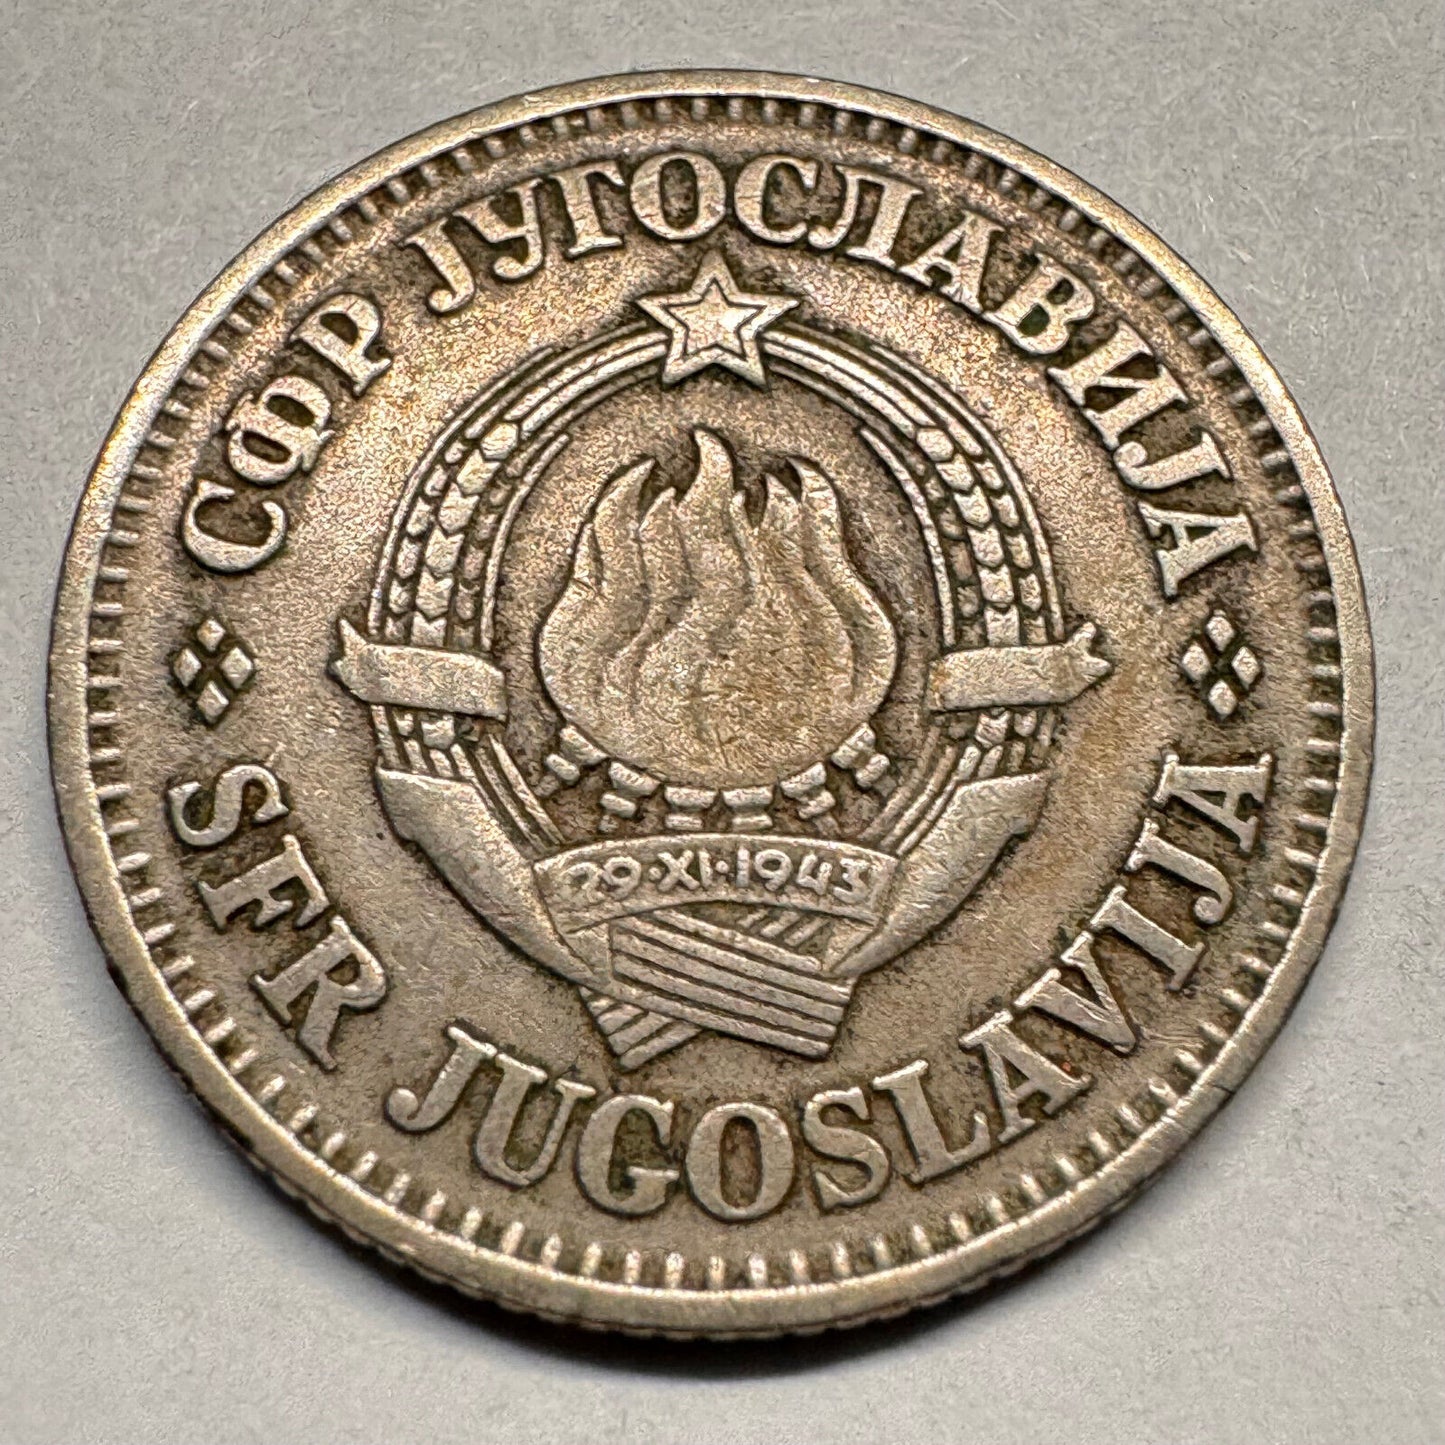 СФР ЈУГОСЛАВИЈА
29·XI·1943
SFR JUGOSLAVIJA